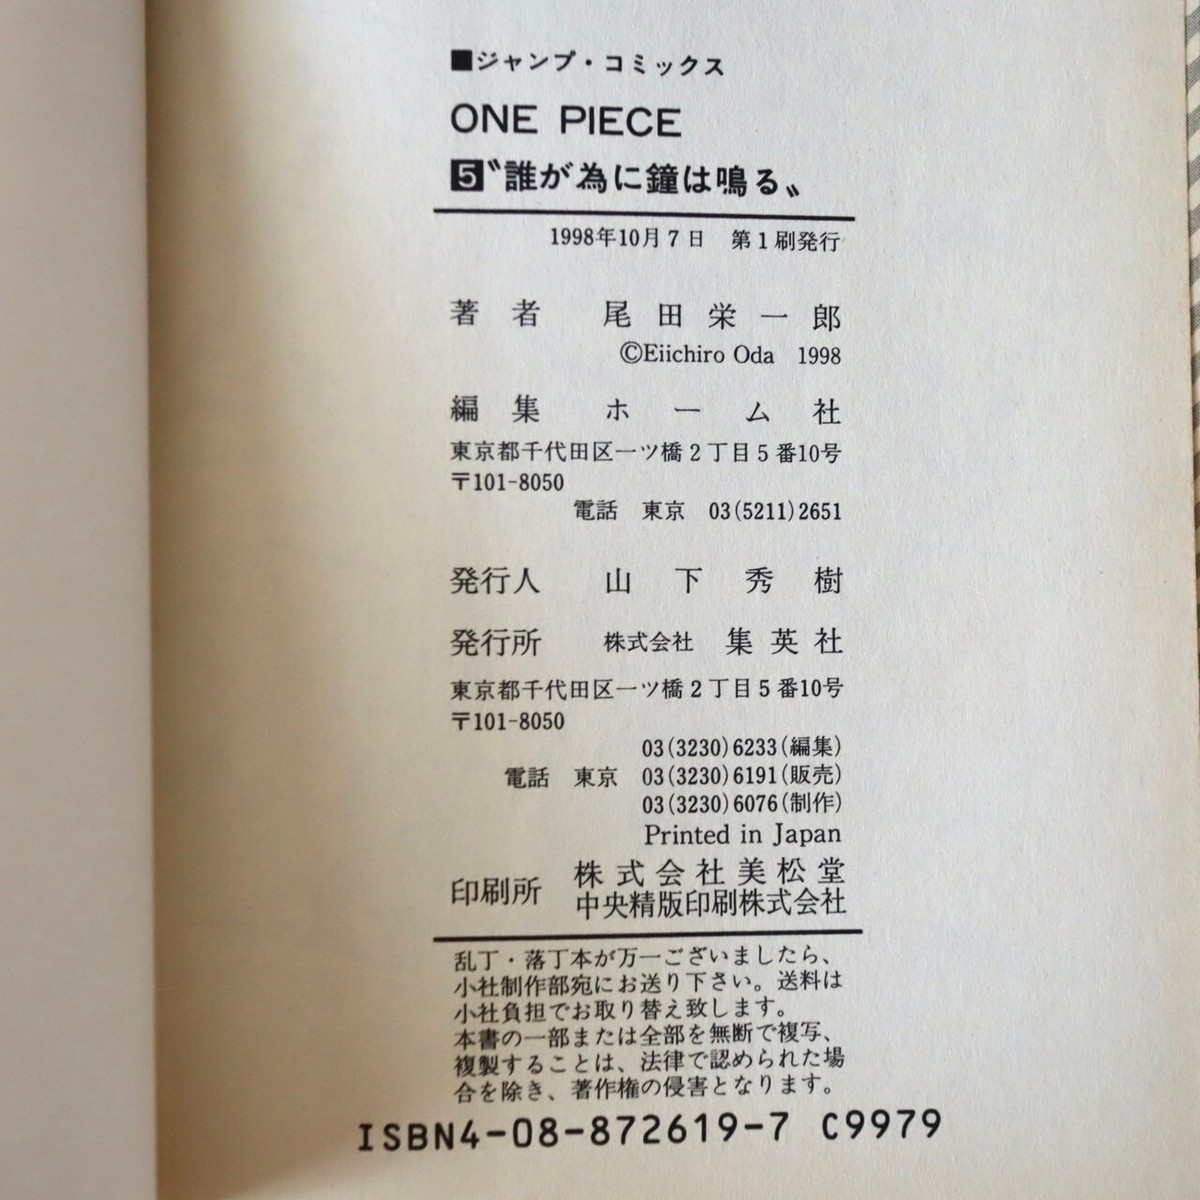 ■ジャンプ・コミックス
ONE PIECE
5〝誰が為に鐘は鳴る〟
1998年10月7日 第1刷発行
著者 尾田栄一郎
©Eiichiro Oda 1998
編集 ホーム社
東京都千代田区一ツ橋2丁目5番10号
〒101-8050
電話 東京 03(5211)2651
発行人 山下秀樹
発行所 株式会社 集英社
東京都千代田区一ツ橋2丁目5番10号
〒101-8050
03(3230)6233(編集)
電話 東京 03(3230)6191(販売)
03(3230)6076(制作)
Printed in Japan
印刷所 株式会社美松堂
中央精版印刷株式会社
乱丁・落丁本が万一ございましたら、
小社制作部宛にお送り下さい。送料は
小社負担でお取り替え致します。
本書の一部または全部を無断で複写、
複製することは、法律で認められた場
合を除き、著作権の侵害となります。
ISBN4-08-872619-7 C9979